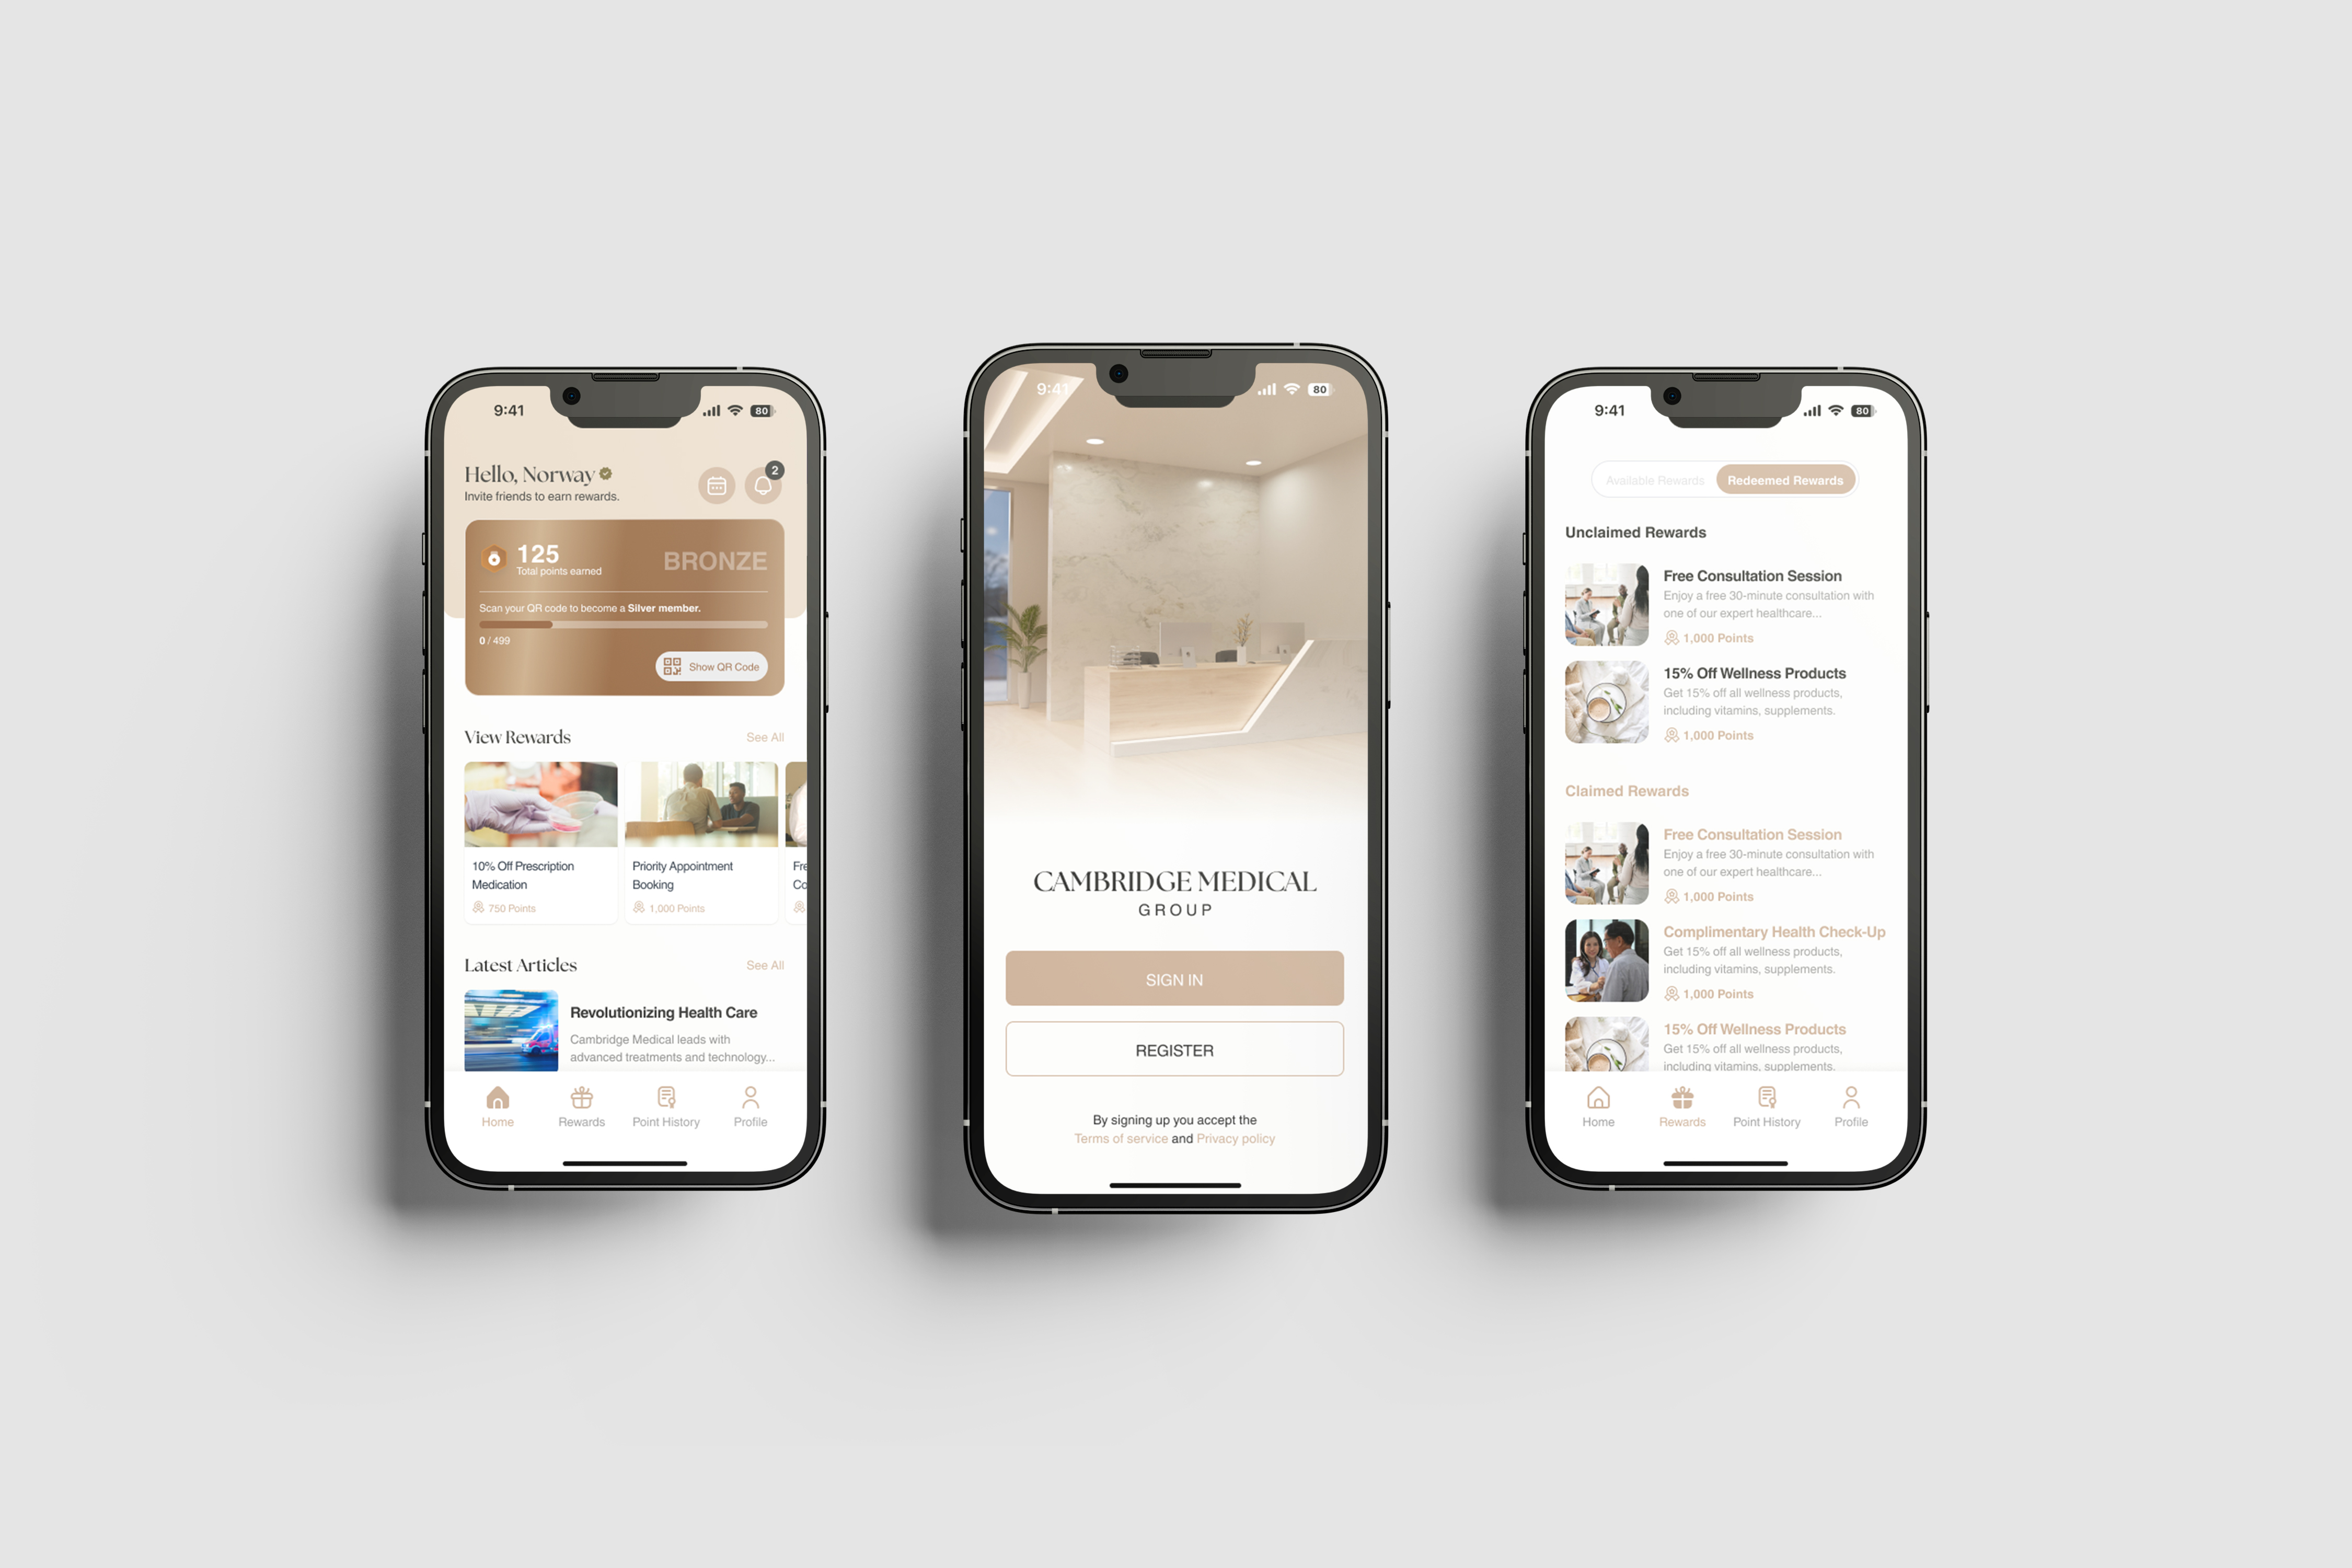 9:41
80
Hello, Norway
Invite friends to earn rewards.
2
125
Total points earned
BRONZE
Scan your QR code to become a Silver member.
0 / 499
Show QR Code
View Rewards
See All
10% Off Prescription
Medication
750 Points
Priority Appointment
Booking
1,000 Points
Fre
Co
Latest Articles
See All
Revolutionizing Health Care
Cambridge Medical leads with
advanced treatments and technology...
Home
Rewards
Point History
Profile
9:41
80
CAMBRIDGE MEDICAL
GROUP
SIGN IN
REGISTER
By signing up you accept the
Terms of service and Privacy policy
9:41
80
Available Rewards
Redeemed Rewards
Unclaimed Rewards
Free Consultation Session
Enjoy a free 30-minute consultation with
one of our expert healthcare...
1,000 Points
15% Off Wellness Products
Get 15% off all wellness products,
including vitamins, supplements.
1,000 Points
Claimed Rewards
Free Consultation Session
Enjoy a free 30-minute consultation with
one of our expert healthcare...
1,000 Points
Complimentary Health Check-Up
Get 15% off all wellness products,
including vitamins, supplements.
1,000 Points
15% Off Wellness Products
Get 15% off all wellness products,
including vitamins, supplements.
Home
Rewards
Point History
Profile